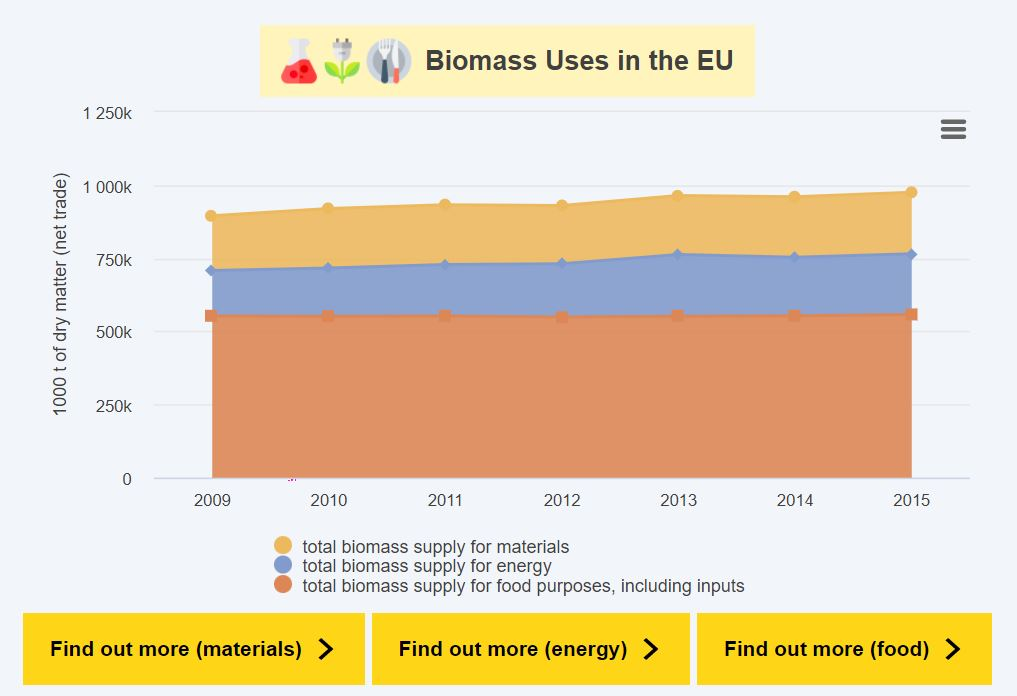 Biomass Uses in the EU
1 250k
1 000k
750k
500k
250k
0
1000 t of dry matter (net trade)
2009 2010 2011 2012 2013 2014 2015
total biomass supply for materials
total biomass supply for energy
total biomass supply for food purposes, including inputs
Find out more (materials) Find out more (energy) Find out more (food)